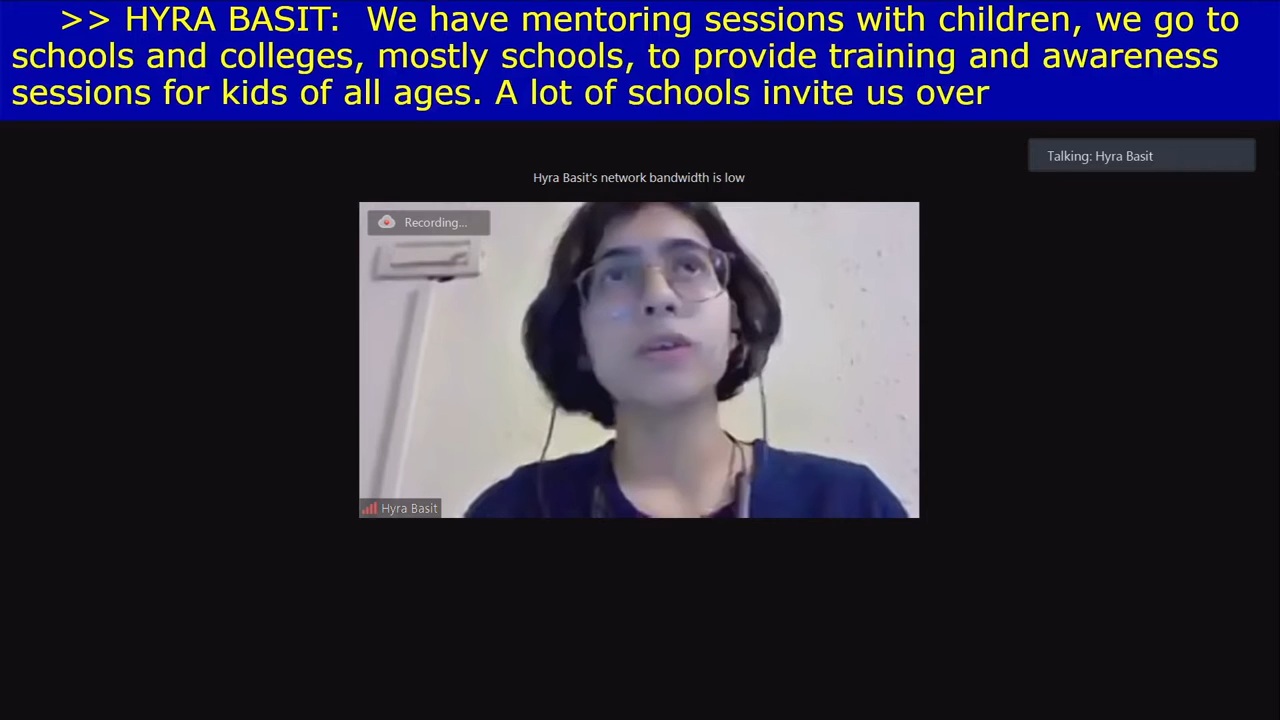 >> HYRA BASIT:  We have mentoring sessions with children, we go to
schools and colleges, mostly schools, to provide training and awareness
sessions for kids of all ages. A lot of schools invite us over
Talking: Hyra Basit
Hyra Basit's network bandwidth is low
Recording...
Hyra Basit